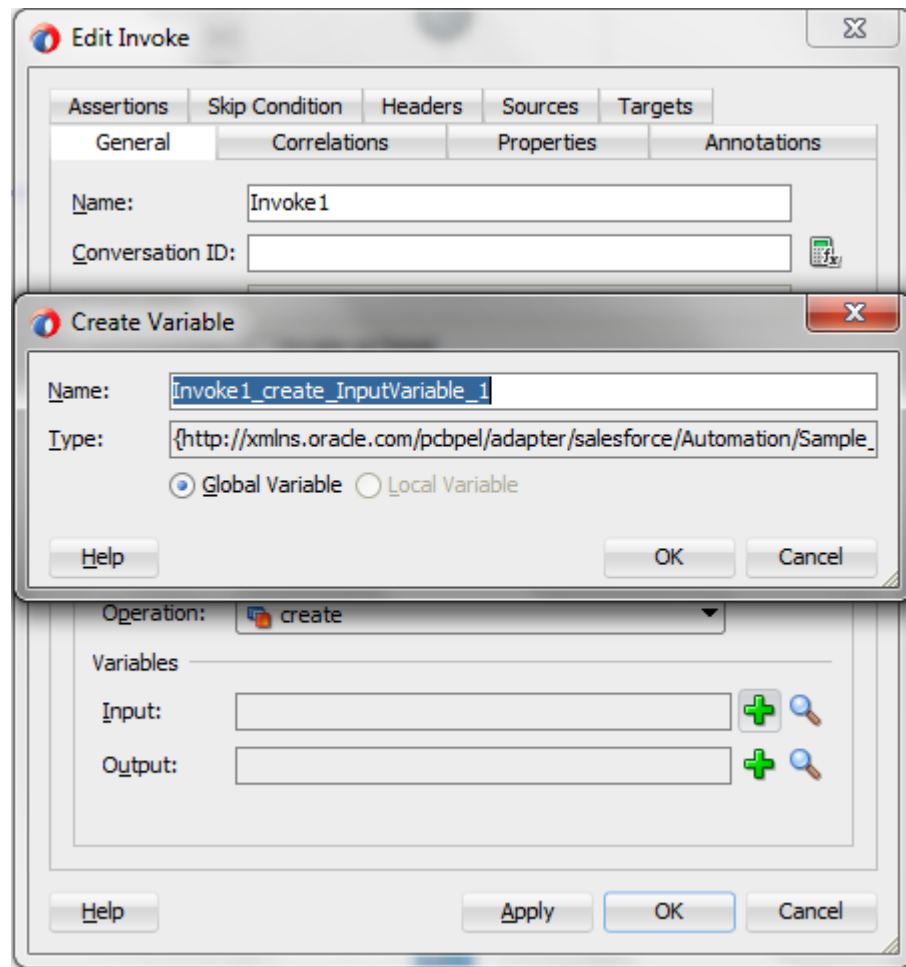 Edit Invoke
Assertions Skip Condition Headers Sources Targets
General Correlations Properties Annotations
Name: Invoke1
Conversation ID:
Create Variable
Name: Invoke1_create_InputVariable_1
Type: {http://xmlns.oracle.com/pcbpel/adapter/salesforce/Automation/Sample_
Global Variable Local Variable
Help OK Cancel
Operation: create
Variables
Input:
Output:
Help Apply OK Cancel